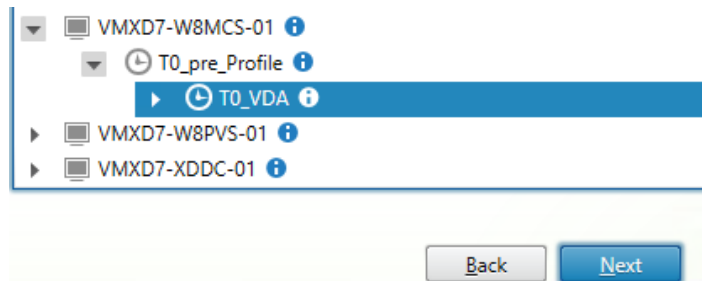 VMXD7-W8MCS-01
T0_pre_Profile
T0_VDA
VMXD7-W8PVS-01
VMXD7-XDDC-01
Back Next